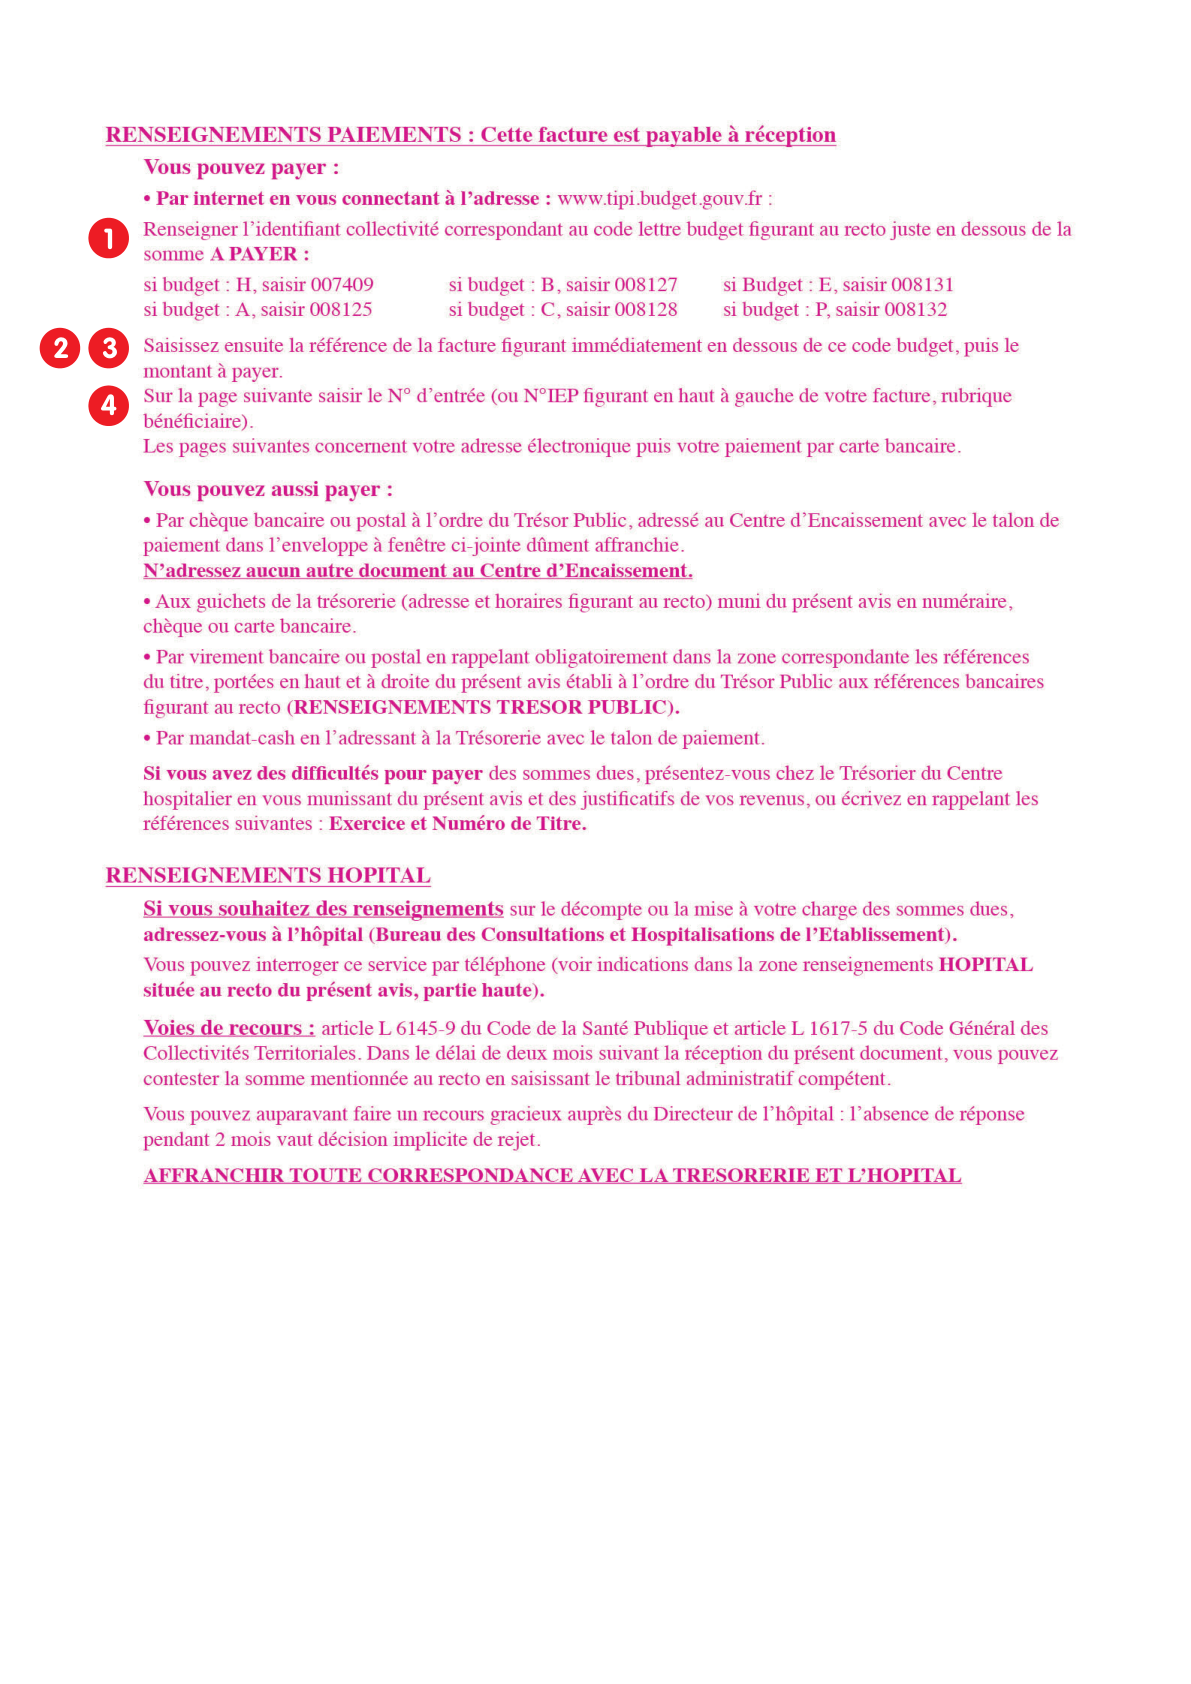 RENSEIGNEMENTS PAIEMENTS : Cette facture est payable à réception
Vous pouvez payer :
• Par internet en vous connectant à l’adresse : www.tipi.budget.gouv.fr :
1 Renseigner l’identifiant collectivité correspondant au code lettre budget figurant au recto juste en dessous de la
somme A PAYER :
si budget : H, saisir 007409 si budget : B, saisir 008127 si Budget : E, saisir 008131
si budget : A, saisir 008125 si budget : C, saisir 008128 si budget : P, saisir 008132
2 3 Saisissez ensuite la référence de la facture figurant immédiatement en dessous de ce code budget, puis le
montant à payer.
4 Sur la page suivante saisir le N° d’entrée (ou N°IEP figurant en haut à gauche de votre facture, rubrique
bénéficiaire).
Les pages suivantes concernent votre adresse électronique puis votre paiement par carte bancaire.
Vous pouvez aussi payer :
• Par chèque bancaire ou postal à l’ordre du Trésor Public, adressé au Centre d’Encaissement avec le talon de
paiement dans l’enveloppe à fenêtre ci-jointe dûment affranchie.
N’adressez aucun autre document au Centre d’Encaissement.
• Aux guichets de la trésorerie (adresse et horaires figurant au recto) muni du présent avis en numéraire,
chèque ou carte bancaire.
• Par virement bancaire ou postal en rappelant obligatoirement dans la zone correspondante les références
du titre, portées en haut et à droite du présent avis établi à l’ordre du Trésor Public aux références bancaires
figurant au recto (RENSEIGNEMENTS TRESOR PUBLIC).
• Par mandat-cash en l’adressant à la Trésorerie avec le talon de paiement.
Si vous avez des difficultés pour payer des sommes dues, présentez-vous chez le Trésorier du Centre
hospitalier en vous munissant du présent avis et des justificatifs de vos revenus, ou écrivez en rappelant les
références suivantes : Exercice et Numéro de Titre.
RENSEIGNEMENTS HOPITAL
Si vous souhaitez des renseignements sur le décompte ou la mise à votre charge des sommes dues,
adressez-vous à l’hôpital (Bureau des Consultations et Hospitalisations de l’Etablissement).
Vous pouvez interroger ce service par téléphone (voir indications dans la zone renseignements HOPITAL
située au recto du présent avis, partie haute).
Voies de recours : article L 6145-9 du Code de la Santé Publique et article L 1617-5 du Code Général des
Collectivités Territoriales. Dans le délai de deux mois suivant la réception du présent document, vous pouvez
contester la somme mentionnée au recto en saisissant le tribunal administratif compétent.
Vous pouvez auparavant faire un recours gracieux auprès du Directeur de l’hôpital : l’absence de réponse
pendant 2 mois vaut décision implicite de rejet.
AFFRANCHIR TOUTE CORRESPONDANCE AVEC LA TRESORERIE ET L’HOPITAL